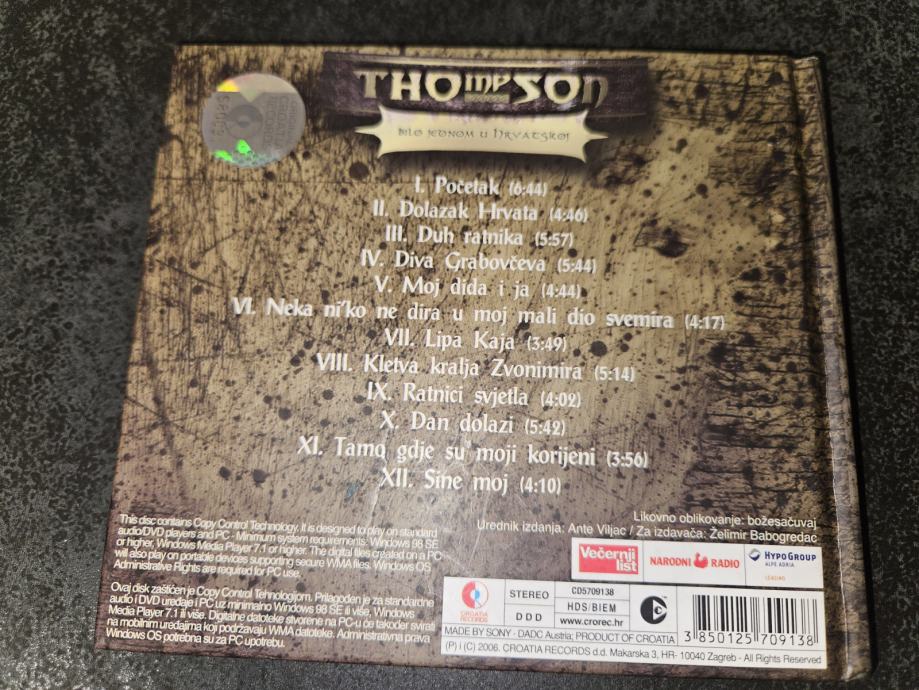 THOMPSON
BILO JEDNOM U HRVATSKOJ
I. Početak (6:44)
II. Dolazak Hrvata (4:46)
III. Duh ratnika (5:57)
IV. Diva Grabovčeva (5:44)
V. Moj dida i ja (4:44)
VI. Neka ni'ko ne dira u moj mali dio svemira (4:17)
VII. Lipa Kaja (3:49)
VIII. Kletva kralja Zvonimira (5:14)
IX. Ratnici svjetla (4:02)
X. Dan dolazi (5:42)
XI. Tamo gdje su moji korijeni (3:56)
XII. Sine moj (4:10)
This disc contains Copy Control Technology. It is designed to play on standard
audio/DVD players and PC - Minimum system requirements: Windows 98 SE
or higher, Windows Media Player 7.1 or higher. The digital files created on a PC
will also play on portable devices supporting secure WMA files. Windows OS
Administrative Rights are required for PC use.
Ovaj disk zaštićen je Copy Control Tehnologijom. Prilagođen je za standardne
audio i DVD uređaje i PC uz minimalno Windows 98 SE ili više, Windows
Media Player 7.1 ili više. Digitalne datoteke stvorene na PC-u će također svirati
na mobilnim uređajima koji podržavaju WMA datoteke. Administrativna prava
Windows OS potrebna su za PC upotrebu.
Likovno oblikovanje: božesačuvaj
Urednik izdanja: Ante Viljac / Za izdavača: Želimir Babogredac
Večernji
list
NARODNI RADIO
HYPO GROUP
ALPE ADRIA
LEASING
CROATIA
RECORDS
STEREO
DDD
CD5709138
HDS/BIEM
www.crorec.hr
3 850125 709138
MADE BY SONY - DADC Austria; PRODUCT OF CROATIA
(P) i (C) 2006. CROATIA RECORDS d.d. Makarska 3, HR- 10040 Zagreb - All Rights Reserved